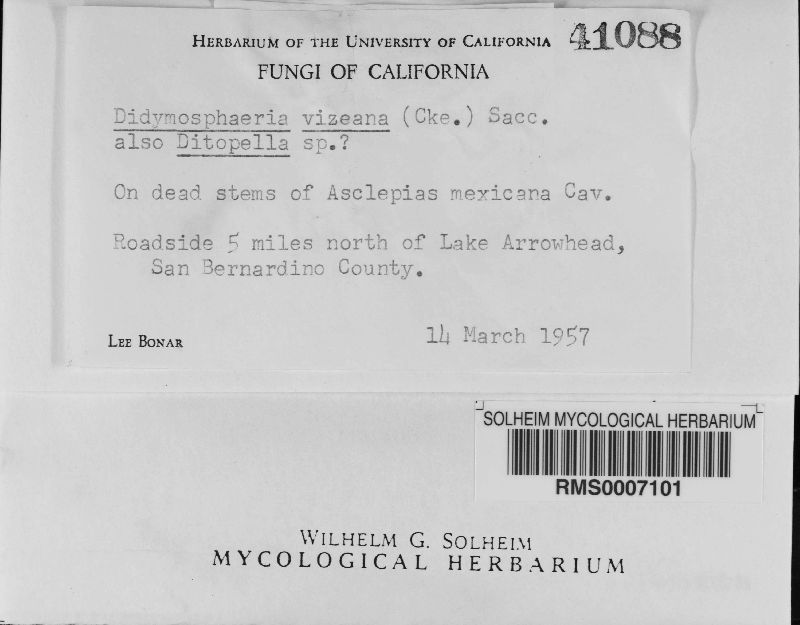 HERBARIUM OF THE UNIVERSITY OF CALIFORNIA 41088
FUNGI OF CALIFORNIA
Didymosphaeria vizeana (Cke.) Sacc.
also Ditopella sp.?
On dead stems of Asclepias mexicana Cav.
Roadside 5 miles north of Lake Arrowhead,
San Bernardino County.
LEE BONAR 14 March 1957
SOLHEIM MYCOLOGICAL HERBARIUM
RMS0007101
WILHELM G. SOLHEIM
MYCOLOGICAL HERBARIUM